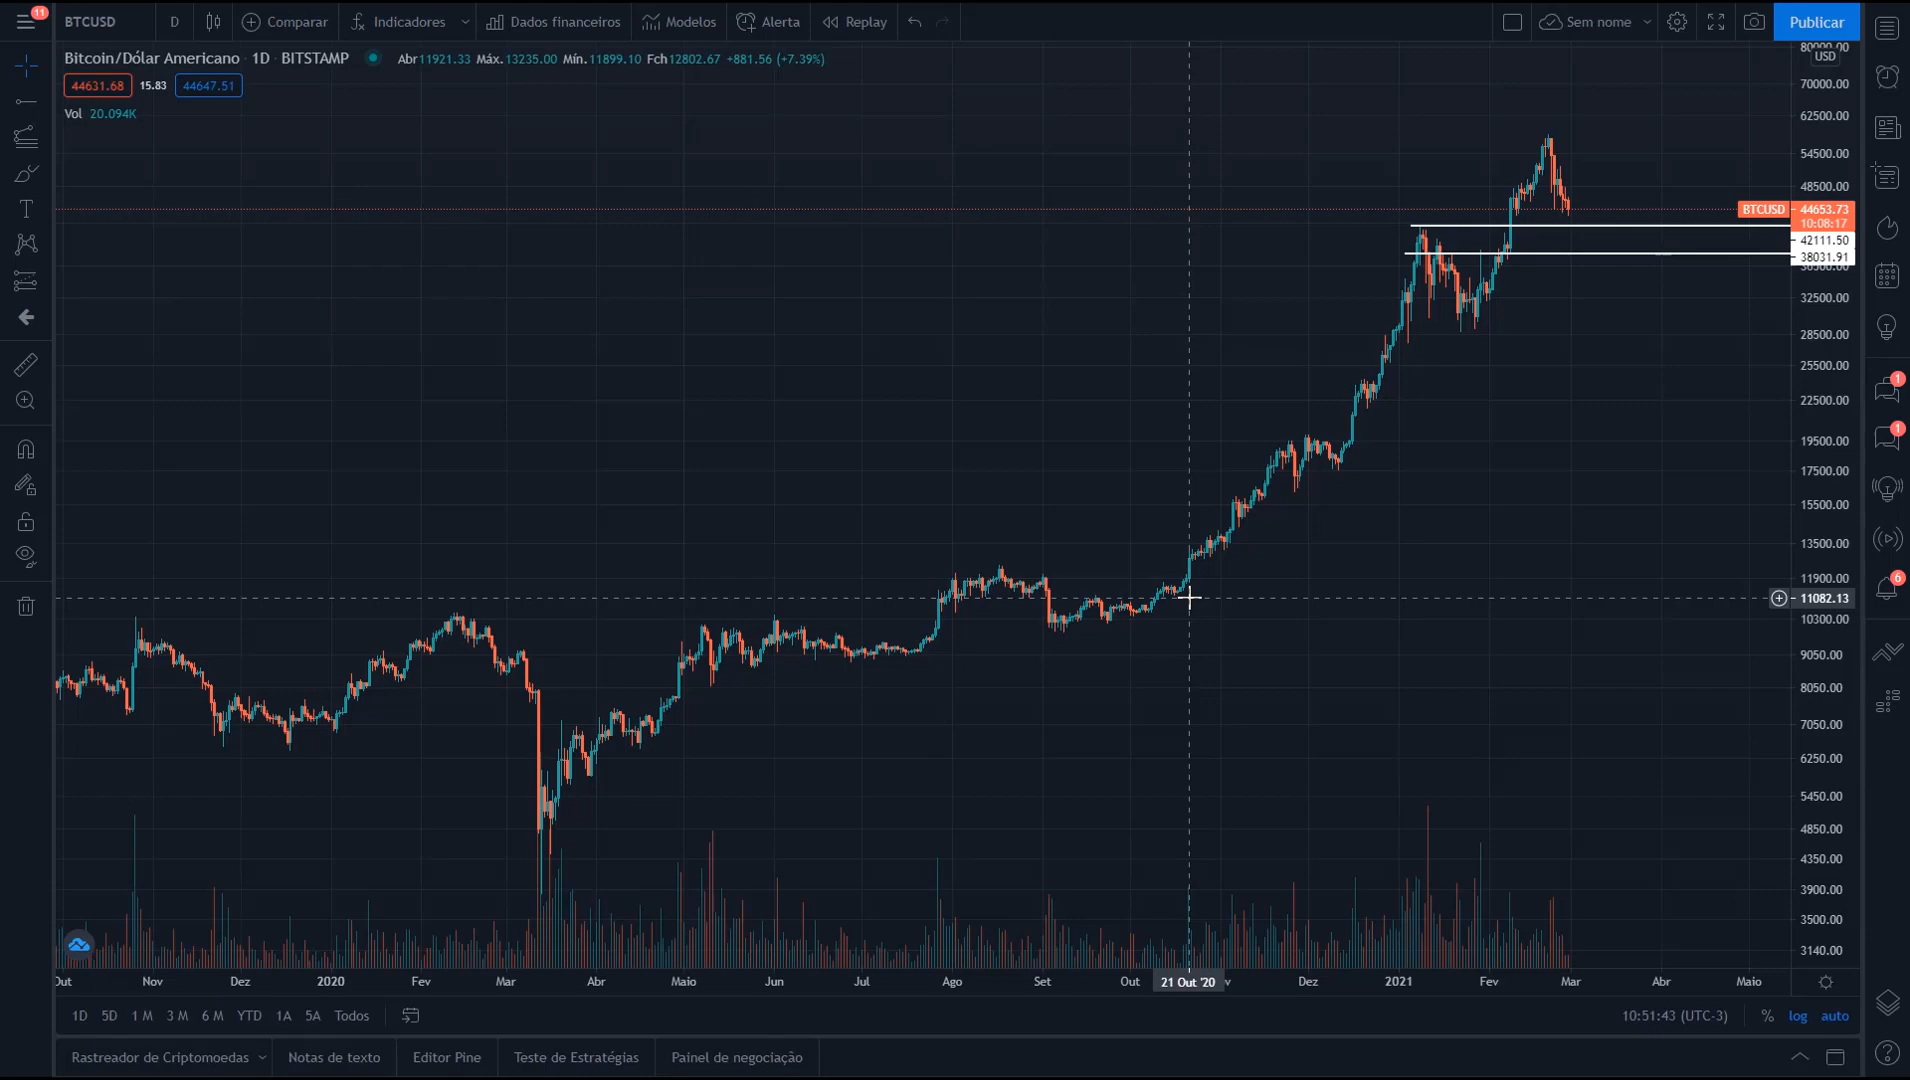 11
BTCUSD
D
Comparar
Indicadores
Dados financeiros
Modelos
Alerta
Replay
Sem nome
Publicar
Bitcoin/Dólar Americano · 1D · BITSTAMP
Abr11921.33 Máx.13235.00 Mín.11899.10 Fch12802.67 +881.56 (+7.39%)
44631.68 15.83 44647.51
Vol 20.094K
80000.00
USD
70000.00
62500.00
54500.00
48500.00
BTCUSD 44653.73
10:08:17
42111.50
38031.91
36500.00
32500.00
28500.00
25500.00
22500.00
19500.00
17500.00
15500.00
13500.00
11900.00
11082.13
10300.00
9050.00
8050.00
7050.00
6250.00
5450.00
4850.00
4350.00
3900.00
3500.00
3140.00
1
1
6
Out Nov Dez 2020 Fev Mar Abr Maio Jun Jul Ago Set Out 21 Out '20 v Dez 2021 Fev Mar Abr Maio
1D 5D 1 M 3 M 6 M YTD 1A 5A Todos
10:51:43 (UTC-3) % log auto
Rastreador de Criptomoedas
Notas de texto
Editor Pine
Teste de Estratégias
Painel de negociação